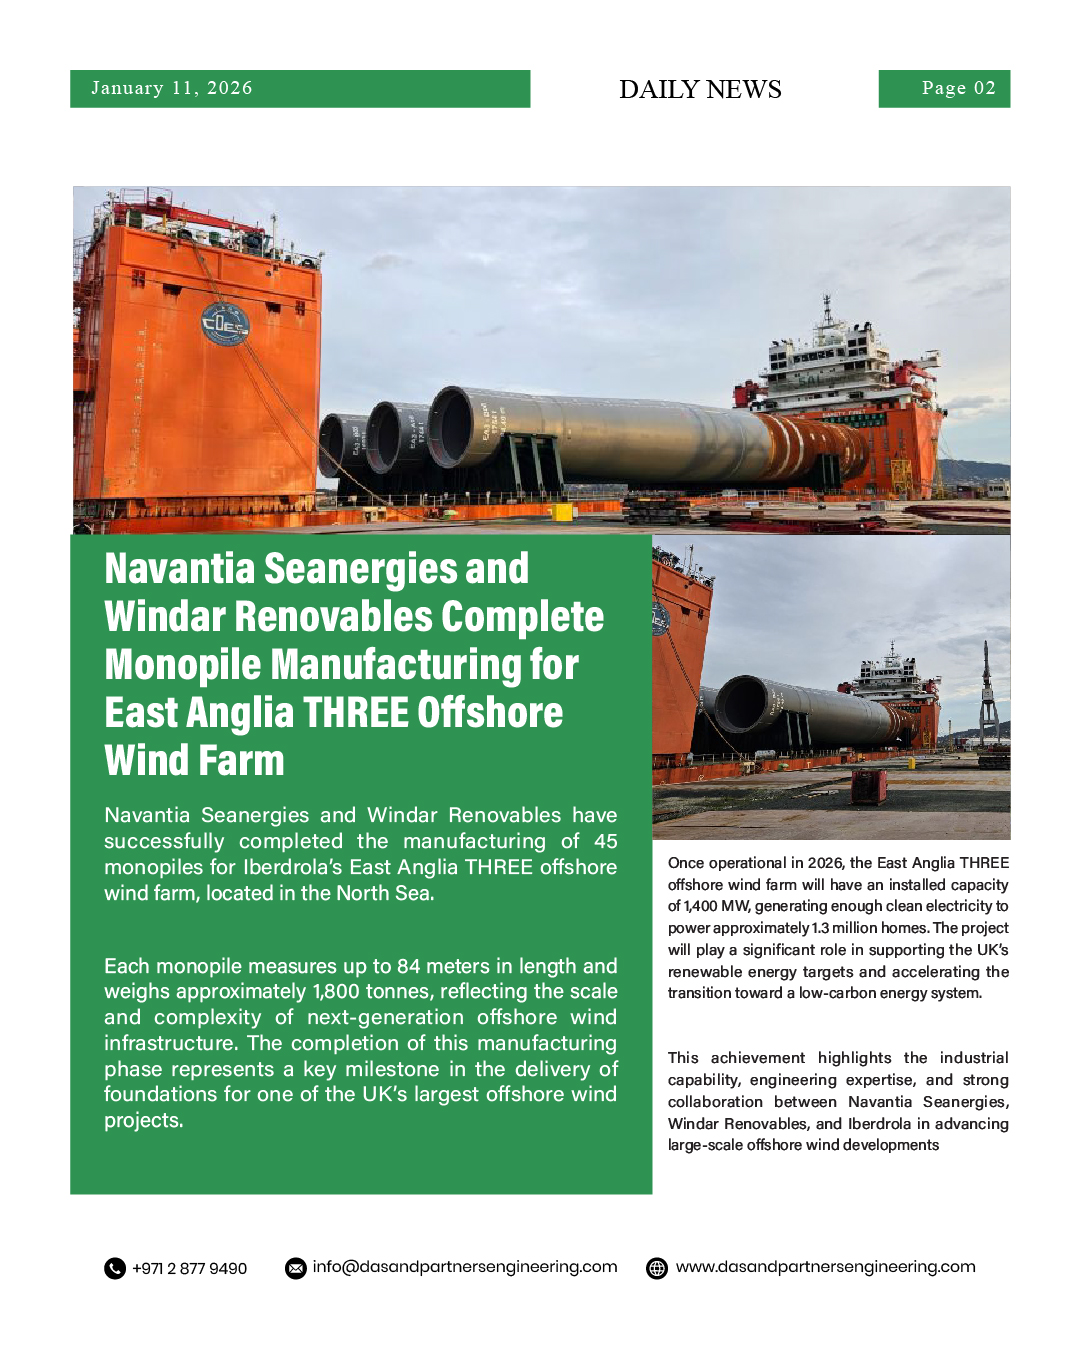 January 11, 2026
DAILY NEWS
Page 02
COET
Navantia Seanergies and
Windar Renovables Complete
Monopile Manufacturing for
East Anglia THREE Offshore
Wind Farm
Navantia Seanergies and Windar Renovables have
successfully completed the manufacturing of 45
monopiles for Iberdrola’s East Anglia THREE offshore
wind farm, located in the North Sea.
Each monopile measures up to 84 meters in length and
weighs approximately 1,800 tonnes, reflecting the scale
and complexity of next-generation offshore wind
infrastructure. The completion of this manufacturing
phase represents a key milestone in the delivery of
foundations for one of the UK’s largest offshore wind
projects.
Once operational in 2026, the East Anglia THREE
offshore wind farm will have an installed capacity
of 1,400 MW, generating enough clean electricity to
power approximately 1.3 million homes. The project
will play a significant role in supporting the UK’s
renewable energy targets and accelerating the
transition toward a low-carbon energy system.
This achievement highlights the industrial
capability, engineering expertise, and strong
collaboration between Navantia Seanergies,
Windar Renovables, and Iberdrola in advancing
large-scale offshore wind developments
+971 2 877 9490
info@dasandpartnersengineering.com
www.dasandpartnersengineering.com